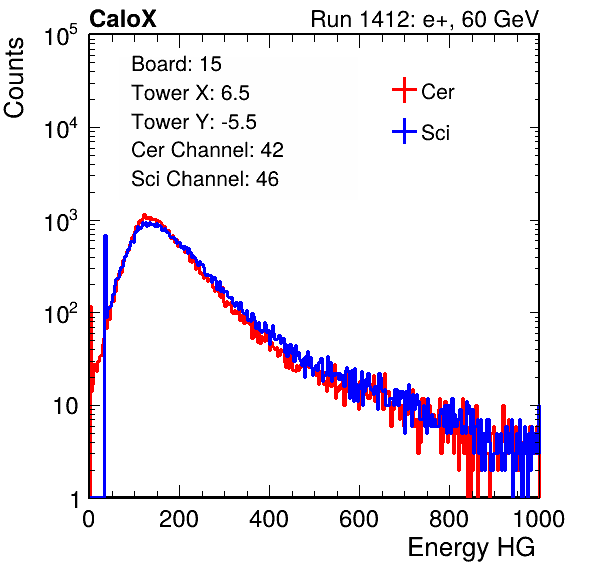 CaloX Run 1412: e+, 60 GeV
Counts
Board: 15
Tower X: 6.5
Tower Y: -5.5
Cer Channel: 42
Sci Channel: 46
Cer
Sci
10^5
10^4
10^3
10^2
10
1
0 200 400 600 800 1000
Energy HG